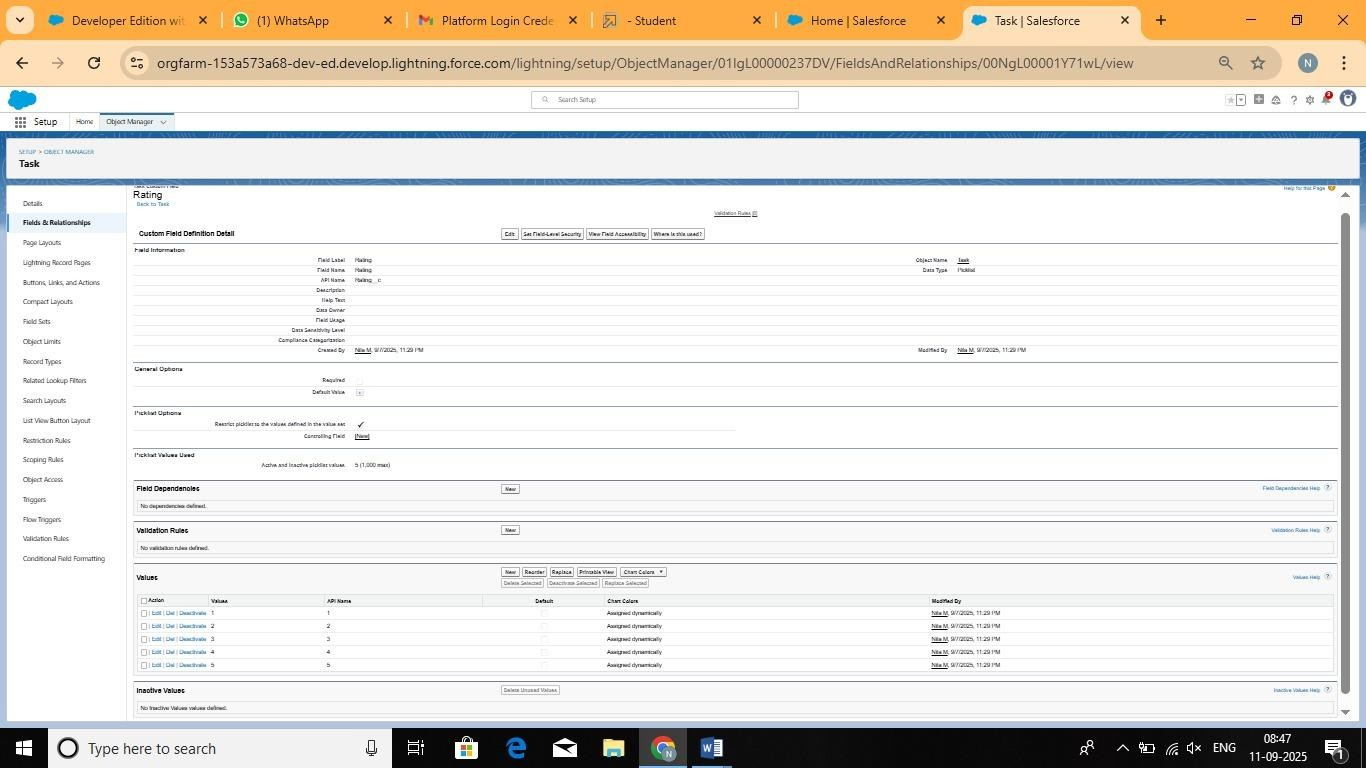 Developer Edition wit
(1) WhatsApp
Platform Login Crede
- Student
Home | Salesforce
Task | Salesforce
orgfarm-153a573a68-dev-ed.develop.lightning.force.com/lightning/setup/ObjectManager/01IgL00000237DV/FieldsAndRelationships/00NgL00001Y71wL/view
N
Search Setup
Setup
Home
Object Manager
SETUP > OBJECT MANAGER
Task
Details
Fields & Relationships
Page Layouts
Lightning Record Pages
Buttons, Links, and Actions
Compact Layouts
Field Sets
Object Limits
Record Types
Related Lookup Filters
Search Layouts
List View Button Layout
Restriction Rules
Scoping Rules
Object Access
Triggers
Flow Triggers
Validation Rules
Conditional Field Formatting
Task Custom Field
Rating
Back to Task
Help for this Page
Validation Rules [0]
Custom Field Definition Detail
Edit Set Field-Level Security View Field Accessibility Where is this used?
Field Information
Field Label Rating Object Name Task
Field Name Rating Data Type Picklist
API Name Rating__c
Description
Help Text
Data Owner
Field Usage
Data Sensitivity Level
Compliance Categorization
Created By Nila M, 9/7/2025, 11:29 PM Modified By Nila M, 9/7/2025, 11:29 PM
General Options
Required
Default Value
Picklist Options
Restrict picklist to the values defined in the value set ✓
Controlling Field [New]
Picklist Values Used
Active and inactive picklist values 5 (1,000 max)
Field Dependencies New Field Dependencies Help ?
No dependencies defined.
Validation Rules New Validation Rules Help ?
No validation rules defined.
Values New Reorder Replace Printable View Chart Colors ▼ Values Help ?
Delete Selected Deactivate Selected Replace Selected
Action Values API Name Default Chart Colors Modified By
| Edit | Del | Deactivate 1 1 Assigned dynamically Nila M, 9/7/2025, 11:29 PM
| Edit | Del | Deactivate 2 2 Assigned dynamically Nila M, 9/7/2025, 11:29 PM
| Edit | Del | Deactivate 3 3 Assigned dynamically Nila M, 9/7/2025, 11:29 PM
| Edit | Del | Deactivate 4 4 Assigned dynamically Nila M, 9/7/2025, 11:29 PM
| Edit | Del | Deactivate 5 5 Assigned dynamically Nila M, 9/7/2025, 11:29 PM
Inactive Values Delete Unused Values Inactive Values Help ?
No Inactive Values values defined.
Type here to search
ENG
08:47
11-09-2025
1